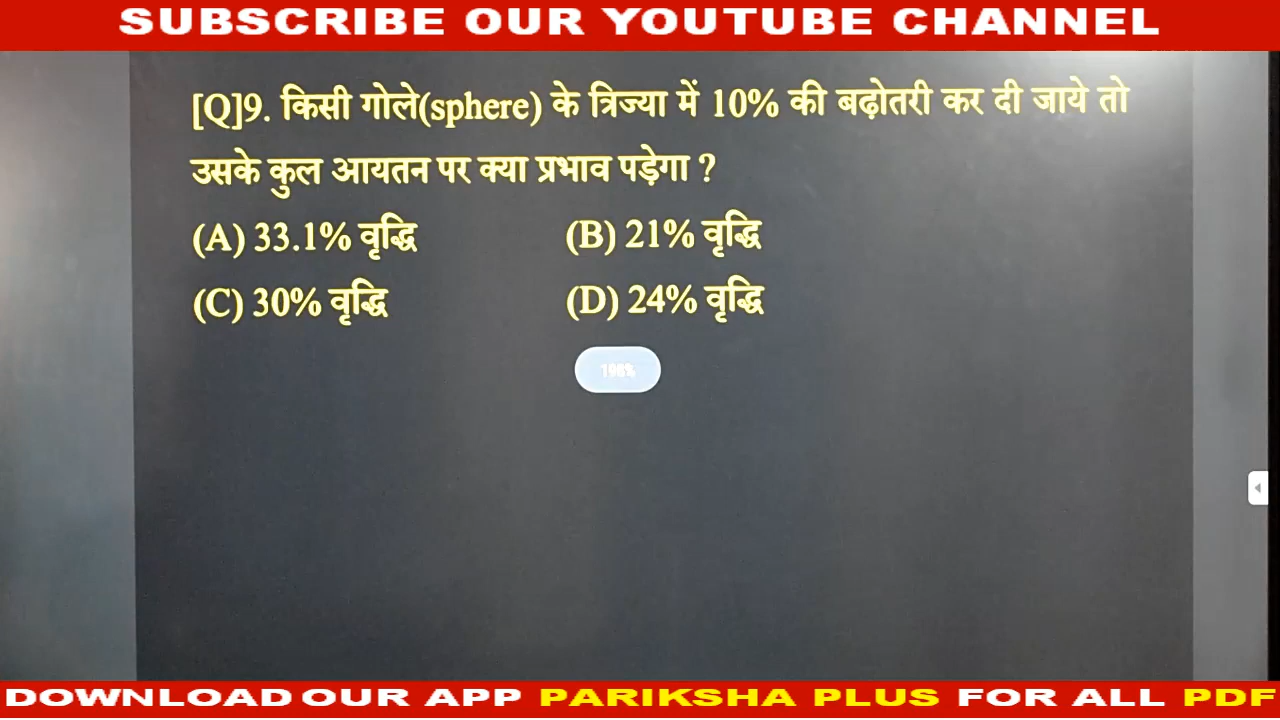 SUBSCRIBE OUR YOUTUBE CHANNEL
[Q]9. किसी गोले(sphere) के त्रिज्या में 10% की बढ़ोतरी कर दी जाये तो
उसके कुल आयतन पर क्या प्रभाव पड़ेगा ?
(A) 33.1% वृद्धि (B) 21% वृद्धि
(C) 30% वृद्धि (D) 24% वृद्धि
DOWNLOAD OUR APP PARIKSHA PLUS FOR ALL PDF